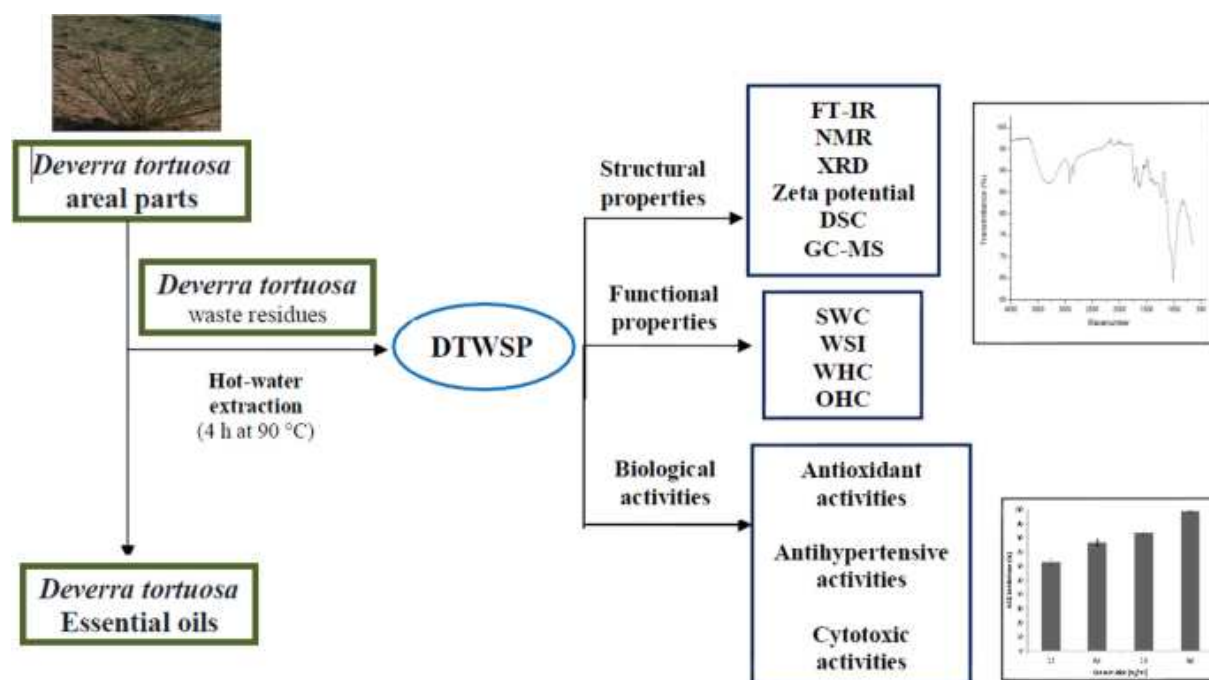 Deverra tortuosa
areal parts
Deverra tortuosa
waste residues
Hot-water
extraction
(4 h at 90 °C)
Deverra tortuosa
Essential oils
DTWSP
Structural
properties
FT-IR
NMR
XRD
Zeta potential
DSC
GC-MS
Functional
properties
SWC
WSI
WHC
OHC
Biological
activities
Antioxidant
activities
Antihypertensive
activities
Cytotoxic
activities